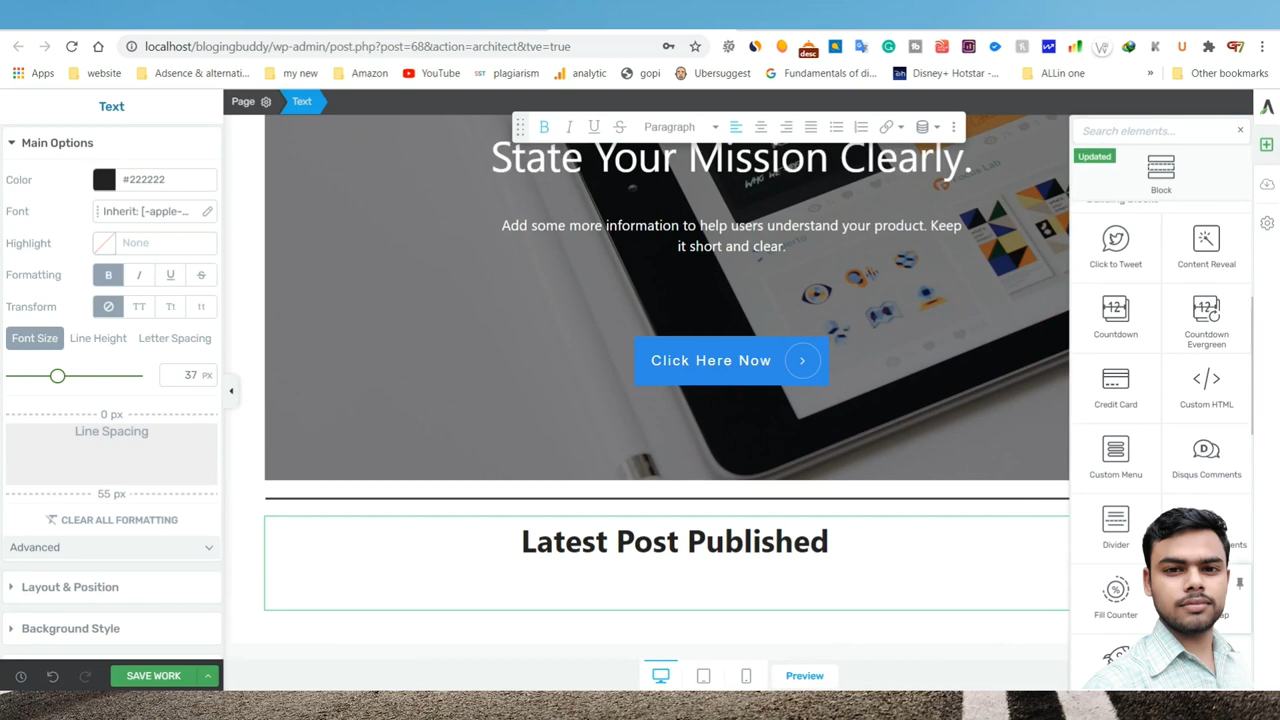 localhost/blogingbuddy/wp-admin/post.php?post=68&action=architect&tve=true
desc
Apps
website
Adsence & alternati...
my new
Amazon
YouTube
SST
plagiarism
analytic
gopi
Ubersuggest
Fundamentals of di...
Disney+ Hotstar -...
ALLin one
»
Other bookmarks
Text
Page
Text
Main Options
Color
#222222
Font
Inherit: [-apple-...
Highlight
None
Formatting
B I U S
Transform
TT Tt tt
Font Size
Line Height
Letter Spacing
37 PX
0 px
Line Spacing
55 px
CLEAR ALL FORMATTING
Advanced
Layout & Position
Background Style
SAVE WORK
B I U S
Paragraph
State Your Mission Clearly.
Add some more information to help users understand your product. Keep
it short and clear.
Click Here Now
Latest Post Published
Preview
Search elements...
Updated
Block
Click to Tweet
Content Reveal
12
Countdown
12
Countdown
Evergreen
Credit Card
Custom HTML
Custom Menu
Disqus Comments
Divider
Fill Counter